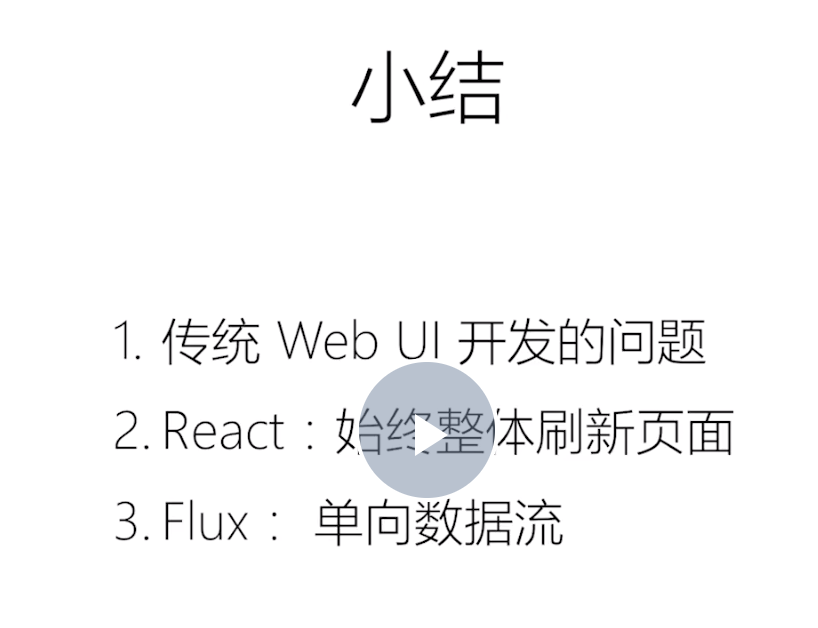 小结
1. 传统 Web UI 开发的问题
2. React：始终整体刷新页面
3. Flux： 单向数据流